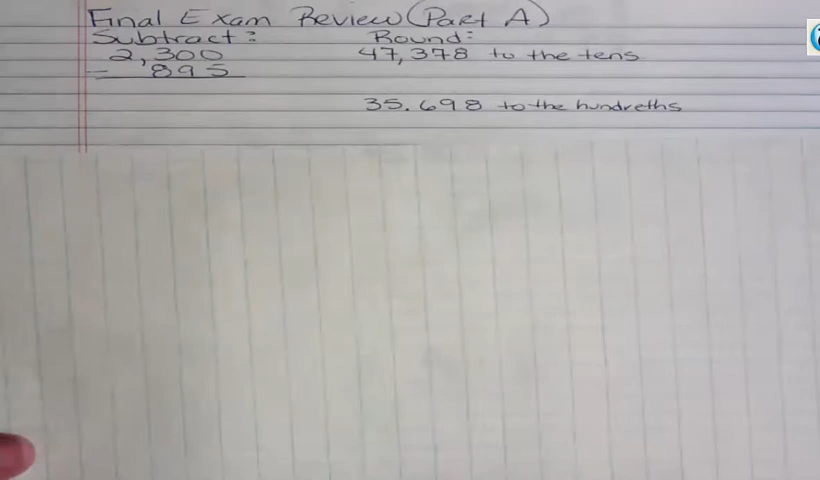 Final Exam Review (Part A)
Subtract: Round:
2,300 47,378 to the tens
- 895
35.698 to the hundreths